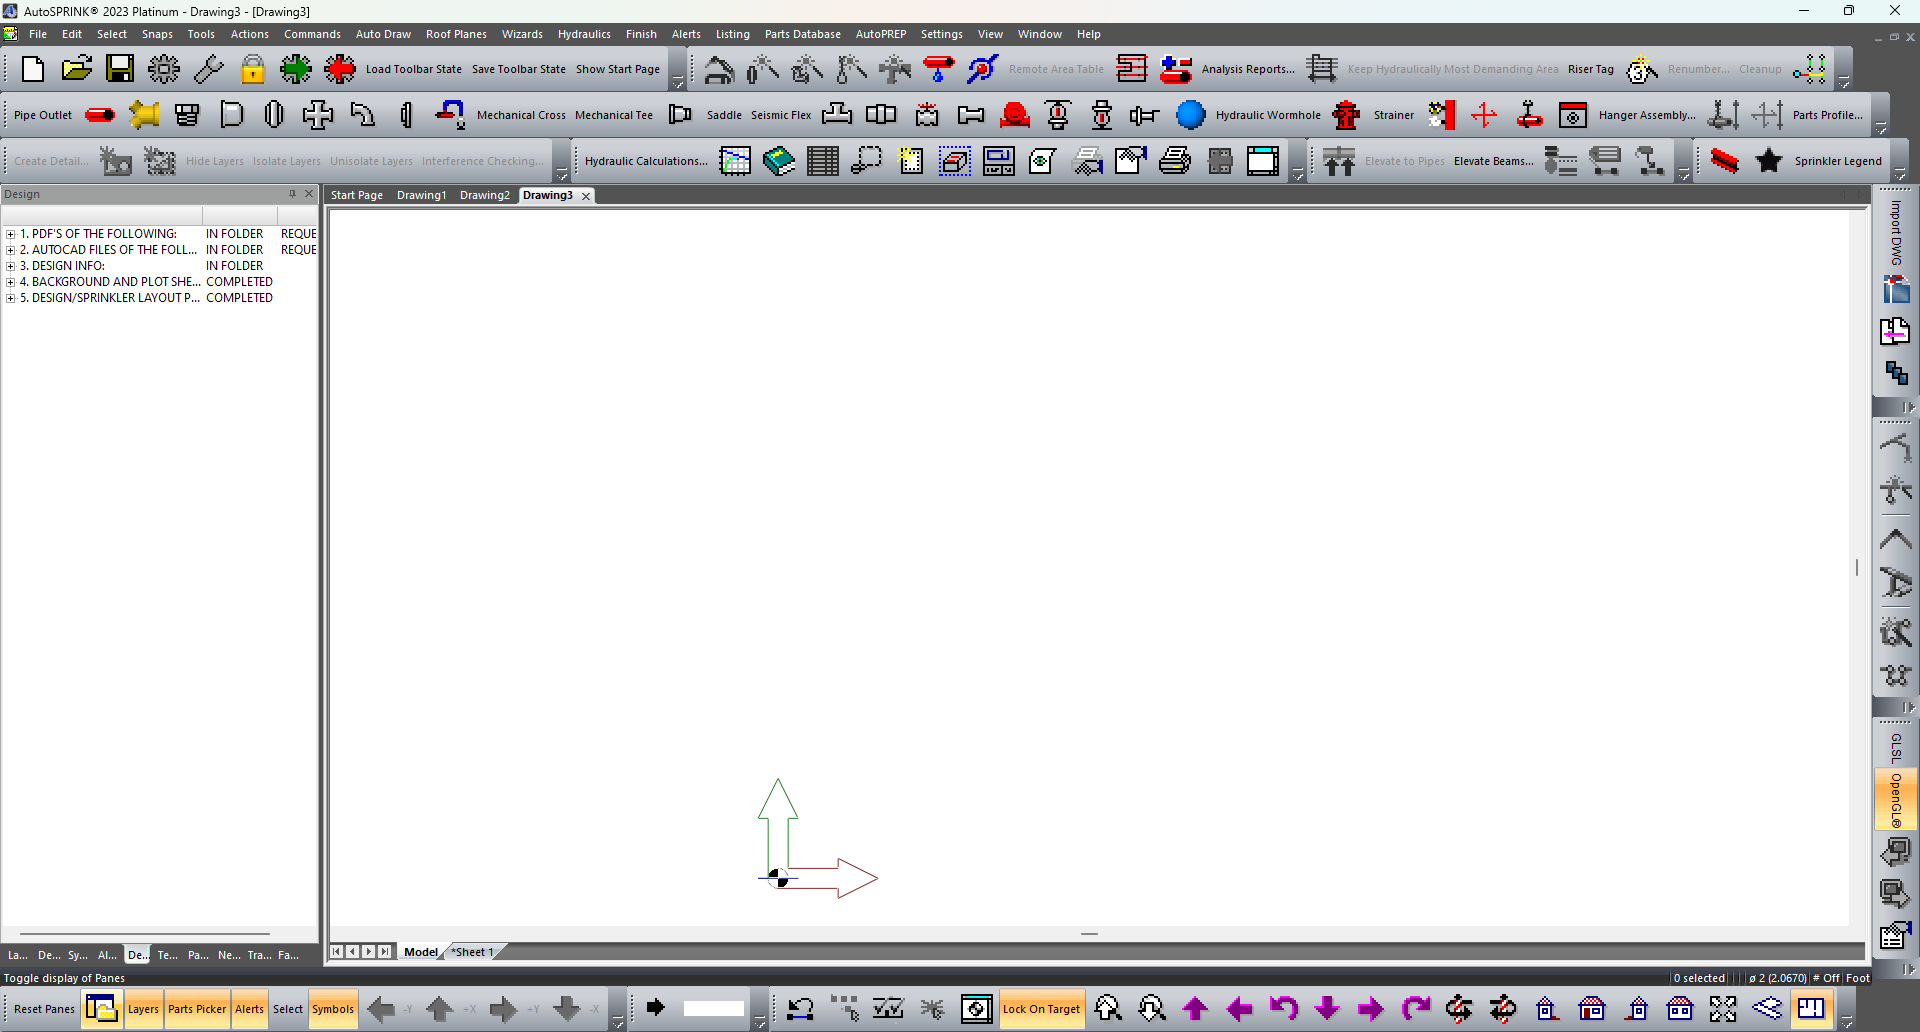 AutoSPRINK® 2023 Platinum - Drawing3 - [Drawing3]
File Edit Select Snaps Tools Actions Commands Auto Draw Roof Planes Wizards Hydraulics Finish Alerts Listing Parts Database AutoPREP Settings View Window Help
Load Toolbar State Save Toolbar State Show Start Page Remote Area Table Analysis Reports... Keep Hydraulically Most Demanding Area Riser Tag Renumber... Cleanup
Pipe Outlet Mechanical Cross Mechanical Tee Saddle Seismic Flex Hydraulic Wormhole Strainer Hanger Assembly... Parts Profile...
Create Detail... Hide Layers Isolate Layers Unisolate Layers Interference Checking... Hydraulic Calculations... Elevate to Pipes Elevate Beams... Sprinkler Legend
Design
Start Page Drawing1 Drawing2 Drawing3
1. PDF'S OF THE FOLLOWING: IN FOLDER REQUE
2. AUTOCAD FILES OF THE FOLL... IN FOLDER REQUE
3. DESIGN INFO: IN FOLDER
4. BACKGROUND AND PLOT SHE... COMPLETED
5. DESIGN/SPRINKLER LAYOUT P... COMPLETED
Import DWG
GLSL
OpenGL®
La... De... Sy... Al... De... Te... Pa... Ne... Tra... Fa...
Model *Sheet 1
Toggle display of Panes
0 selected ø 2 (2.0670) # Off Foot
Reset Panes Layers Parts Picker Alerts Select Symbols -Y +X +Y -X Lock On Target